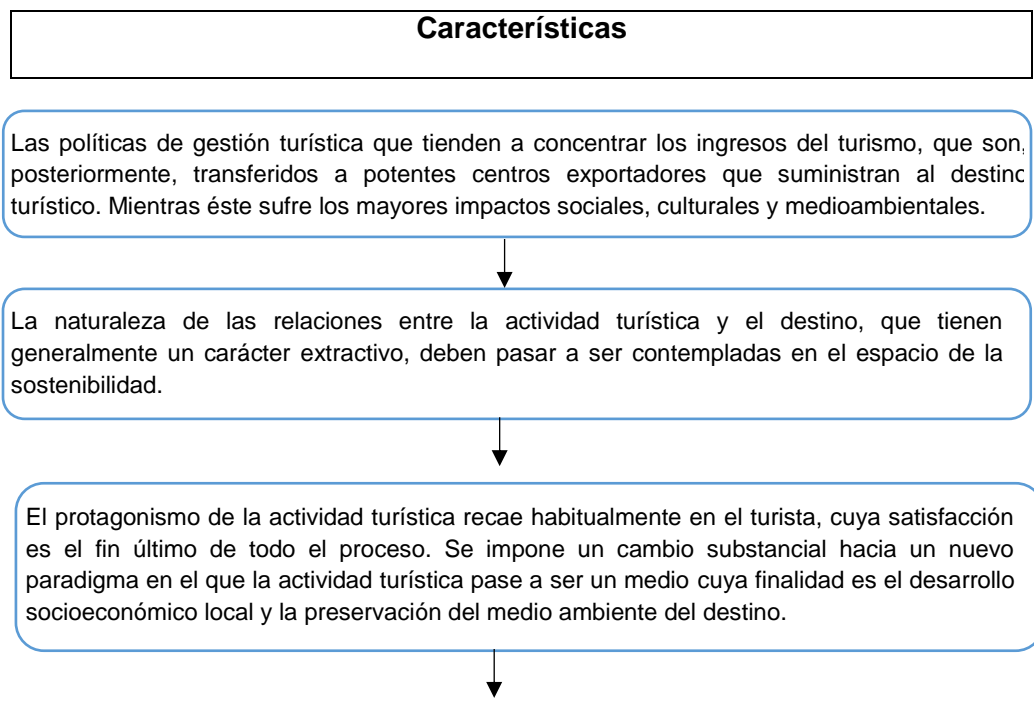 Características
Las políticas de gestión turística que tienden a concentrar los ingresos del turismo, que son,
posteriormente, transferidos a potentes centros exportadores que suministran al destino
turístico. Mientras éste sufre los mayores impactos sociales, culturales y medioambientales.
La naturaleza de las relaciones entre la actividad turística y el destino, que tienen
generalmente un carácter extractivo, deben pasar a ser contempladas en el espacio de la
sostenibilidad.
El protagonismo de la actividad turística recae habitualmente en el turista, cuya satisfacción
es el fin último de todo el proceso. Se impone un cambio substancial hacia un nuevo
paradigma en el que la actividad turística pase a ser un medio cuya finalidad es el desarrollo
socioeconómico local y la preservación del medio ambiente del destino.